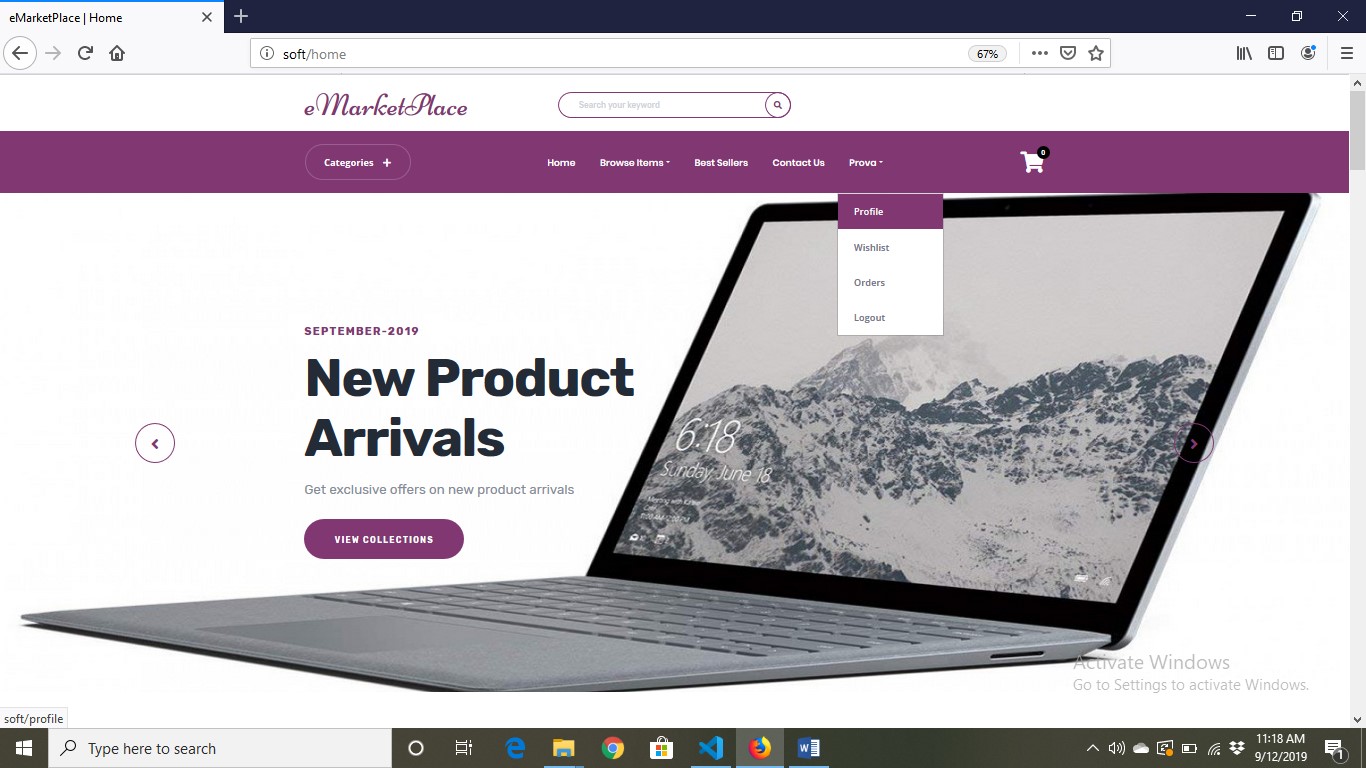 eMarketPlace | Home
soft/home
67%
eMarketPlace
Search your keyword
Categories +
Home
Browse Items
Best Sellers
Contact Us
Prova
0
Profile
Wishlist
Orders
Logout
SEPTEMBER-2019
New Product
Arrivals
Get exclusive offers on new product arrivals
VIEW COLLECTIONS
6:18
Sunday, June 18
Activate Windows
Go to Settings to activate Windows.
soft/profile
Type here to search
11:18 AM
9/12/2019
1